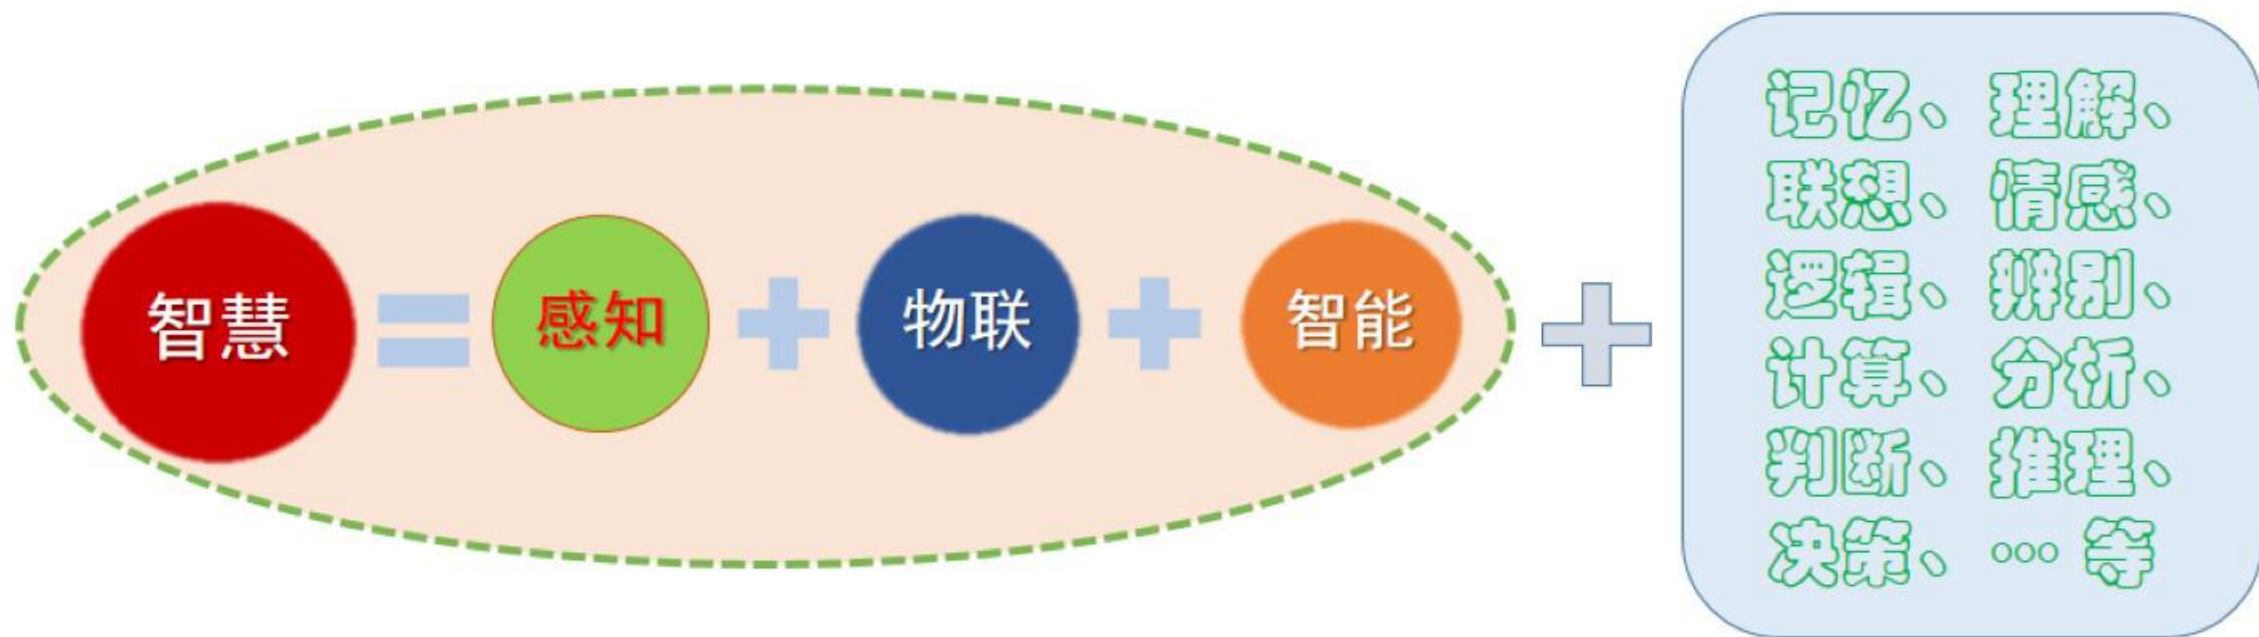 智慧 = 感知 + 物联 + 智能 +
记忆、理解、
联想、情感、
逻辑、辨别、
计算、分析、
判断、推理、
决策、… 等